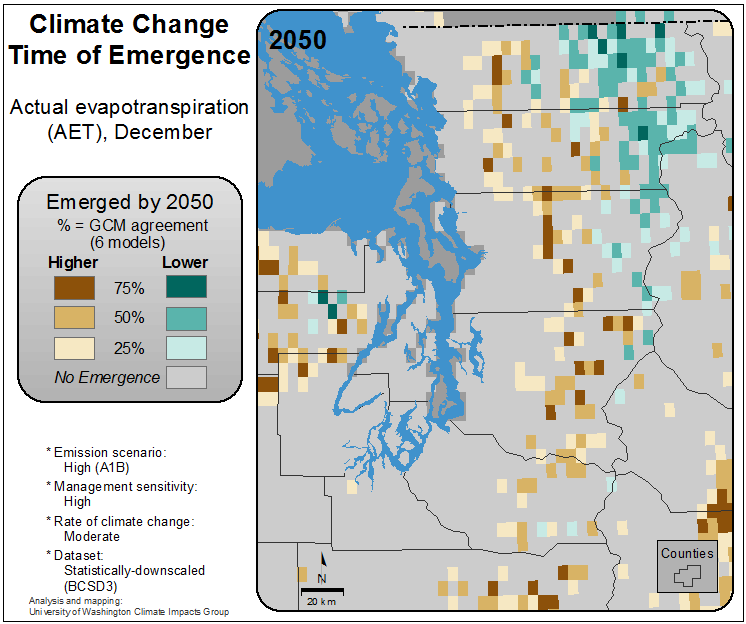 Climate Change
Time of Emergence
Actual evapotranspiration
(AET), December
Emerged by 2050
% = GCM agreement
(6 models)
Higher Lower
75%
50%
25%
No Emergence
* Emission scenario:
High (A1B)
* Management sensitivity:
High
* Rate of climate change:
Moderate
* Dataset:
Statistically-downscaled
(BCSD3)
Analysis and mapping:
University of Washington Climate Impacts Group
2050
N
20 km
Counties